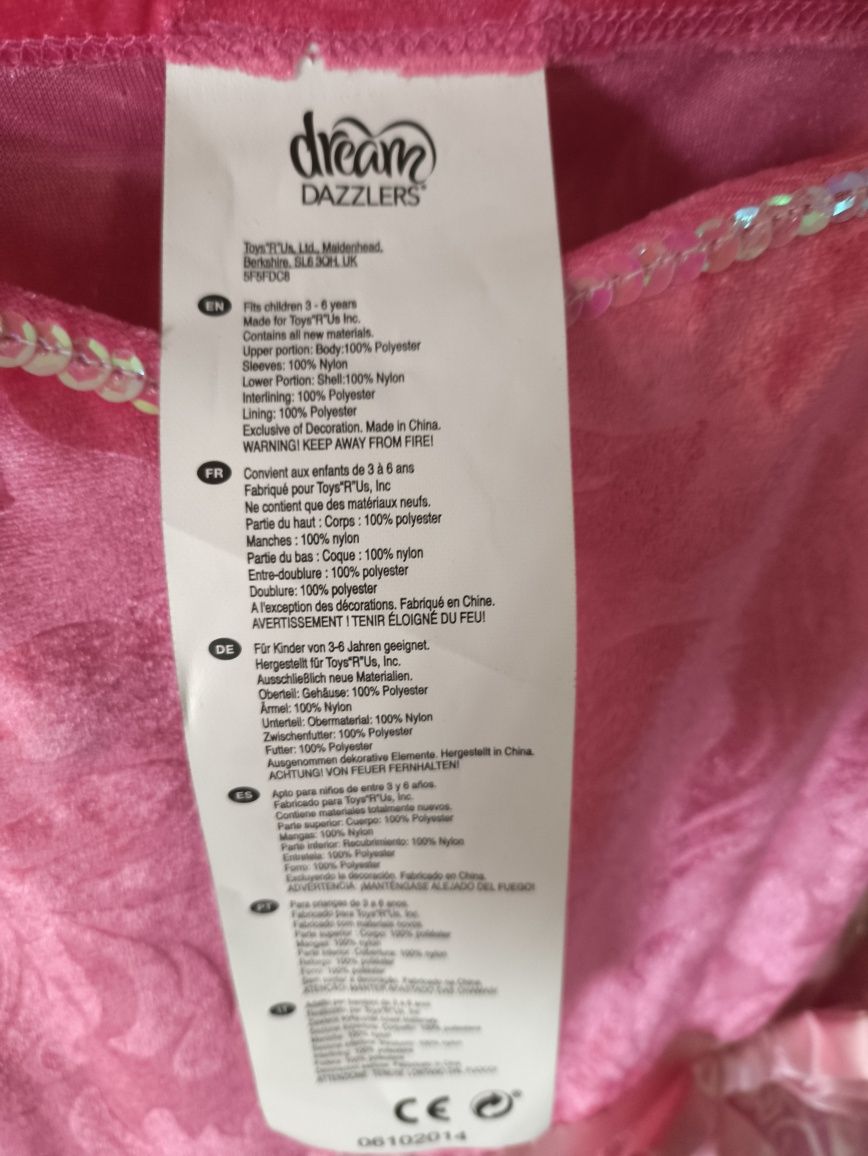 dream
DAZZLERS®
Toys"R"Us, Ltd., Maidenhead,
Berkshire, SL6 3QH, UK
5F5FDC8
EN Fits children 3 - 6 years
Made for Toys"R"Us Inc.
Contains all new materials.
Upper portion: Body:100% Polyester
Sleeves: 100% Nylon
Lower Portion: Shell:100% Nylon
Interlining: 100% Polyester
Lining: 100% Polyester
Exclusive of Decoration. Made in China.
WARNING! KEEP AWAY FROM FIRE!
FR Convient aux enfants de 3 à 6 ans
Fabriqué pour Toys"R"Us, Inc
Ne contient que des matériaux neufs.
Partie du haut : Corps : 100% polyester
Manches : 100% nylon
Partie du bas : Coque : 100% nylon
Entre-doublure : 100% polyester
Doublure: 100% polyester
A l'exception des décorations. Fabriqué en Chine.
AVERTISSEMENT ! TENIR ÉLOIGNÉ DU FEU!
DE Für Kinder von 3-6 Jahren geeignet.
Hergestellt für Toys"R"Us, Inc.
Ausschließlich neue Materialien.
Oberteil: Gehäuse: 100% Polyester
Ärmel: 100% Nylon
Unterteil: Obermaterial: 100% Nylon
Zwischenfutter: 100% Polyester
Futter: 100% Polyester
Ausgenommen dekorative Elemente. Hergestellt in China.
ACHTUNG! VON FEUER FERNHALTEN!
ES Apto para niños de entre 3 y 6 años.
Fabricado para Toys"R"Us, Inc.
Contiene materiales totalmente nuevos.
Parte superior: Cuerpo: 100% Polyester
Mangas: 100% Nylon
Parte inferior: Recubrimiento: 100% Nylon
Entretela: 100% Polyester
Forro: 100% Polyester
Excluyendo la decoración. Fabricado en China.
ADVERTENCIA: ¡MANTÉNGASE ALEJADO DEL FUEGO!
PT Para crianças de 3 a 6 anos.
Fabricado para Toys"R"Us, Inc.
Parte superior : Corpo: 100%
Mangas: 100% nylon
Forro: 100%
CE
06102014